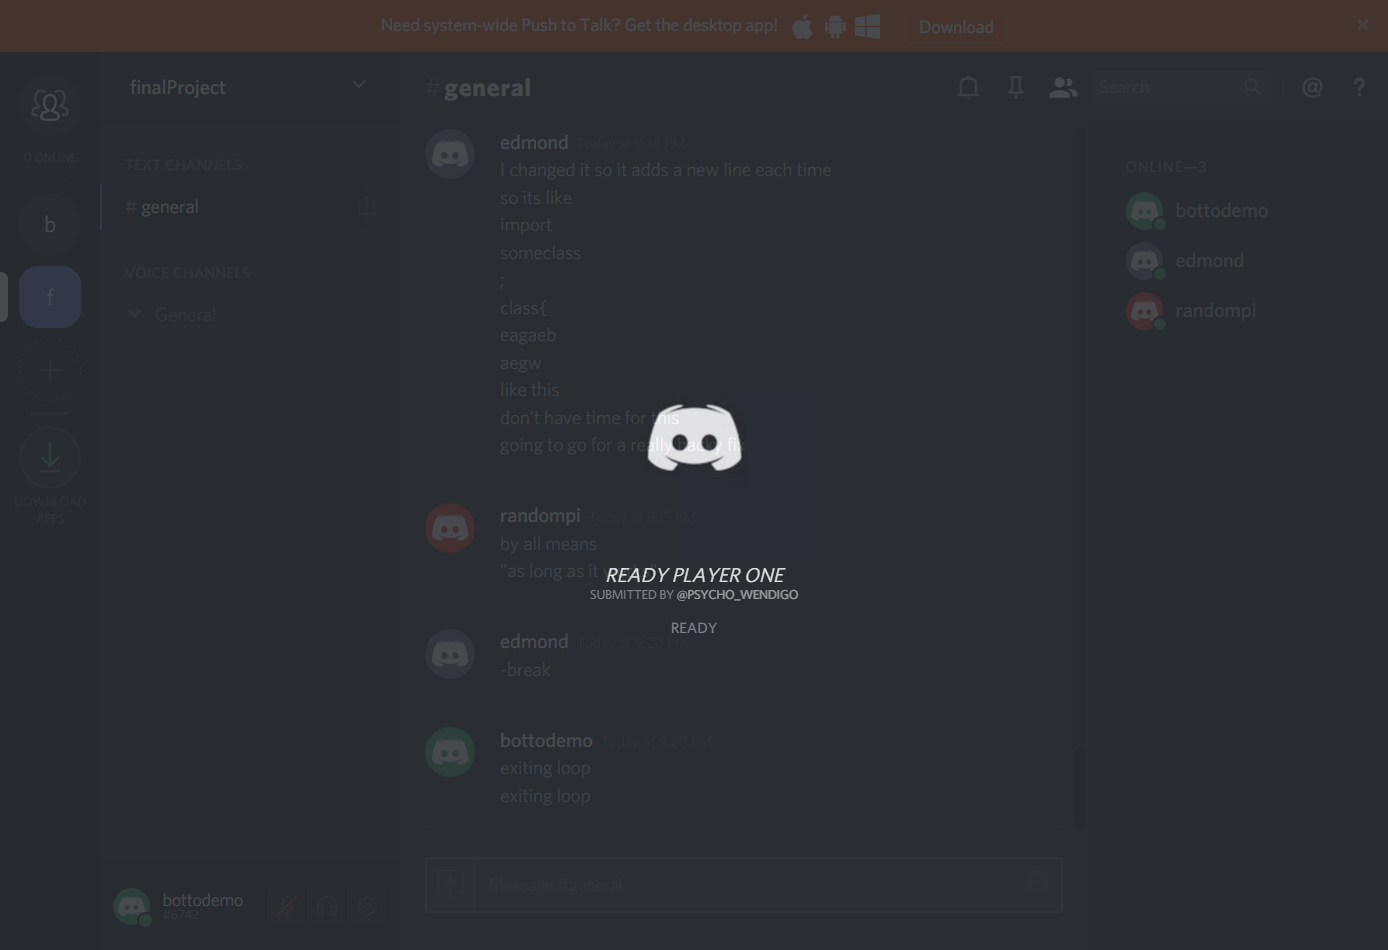 Need system-wide Push to Talk? Get the desktop app!
Download
finalProject
#general
Search
@
?
0 ONLINE
b
f
DOWNLOAD
APPS
TEXT CHANNELS
# general
VOICE CHANNELS
General
edmond Today at 9:14 PM
I changed it so it adds a new line each time
so its like
import
someclass
;
class{
eagaeb
aegw
like this
don't have time for this
going to go for a really hacky fix
randompi Today at 9:15 PM
by all means
"as long as it
READY PLAYER ONE
SUBMITTED BY @PSYCHO_WENDIGO
READY
edmond Today at 9:20 PM
-break
bottodemo Today at 9:20 PM
exiting loop
exiting loop
Message #general
bottodemo
#6742
ONLINE—3
bottodemo
edmond
randompi